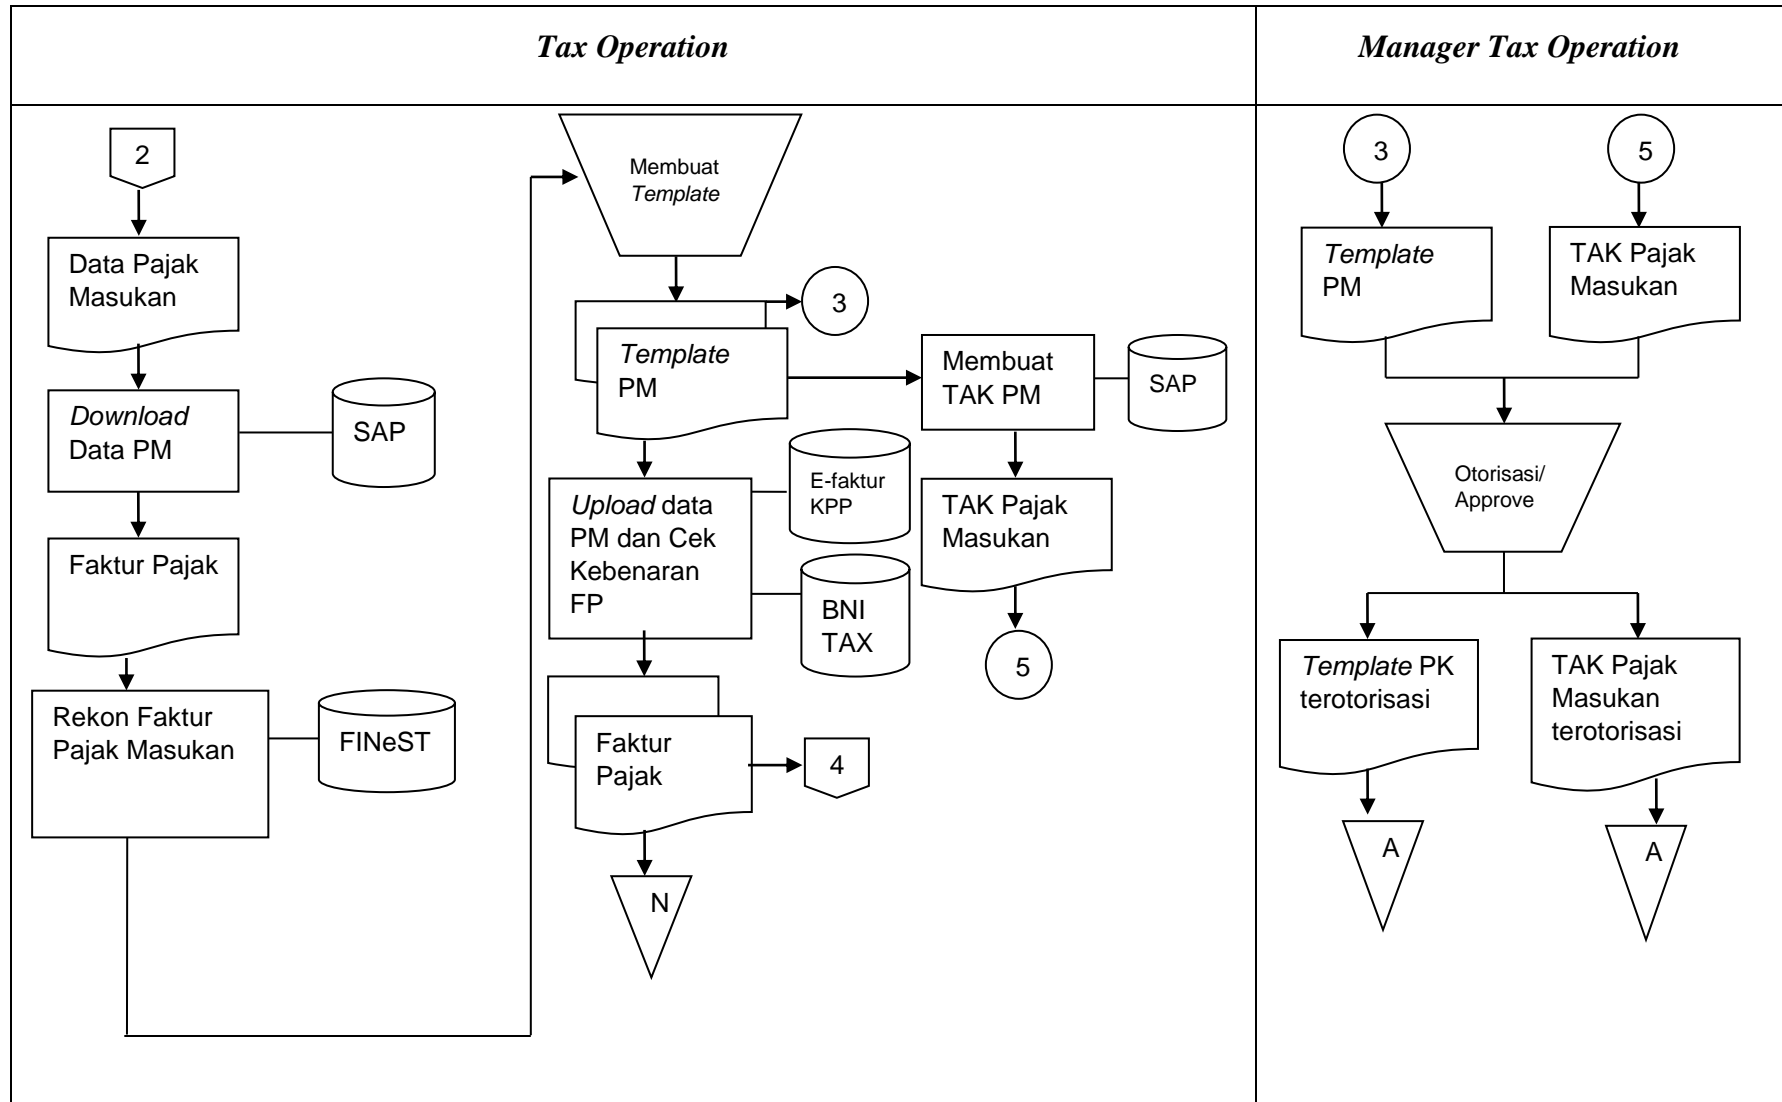 Tax Operation
Manager Tax Operation
2
Data Pajak
Masukan
Download
Data PM
SAP
Faktur Pajak
Rekon Faktur
Pajak Masukan
FINeST
Membuat
Template
3
Template
PM
Membuat
TAK PM
SAP
E-faktur
KPP
Upload data
PM dan Cek
Kebenaran
FP
BNI
TAX
TAK Pajak
Masukan
5
Faktur
Pajak
4
N
3
5
Template
PM
TAK Pajak
Masukan
Otorisasi/
Approve
Template PK
terotorisasi
TAK Pajak
Masukan
terotorisasi
A
A